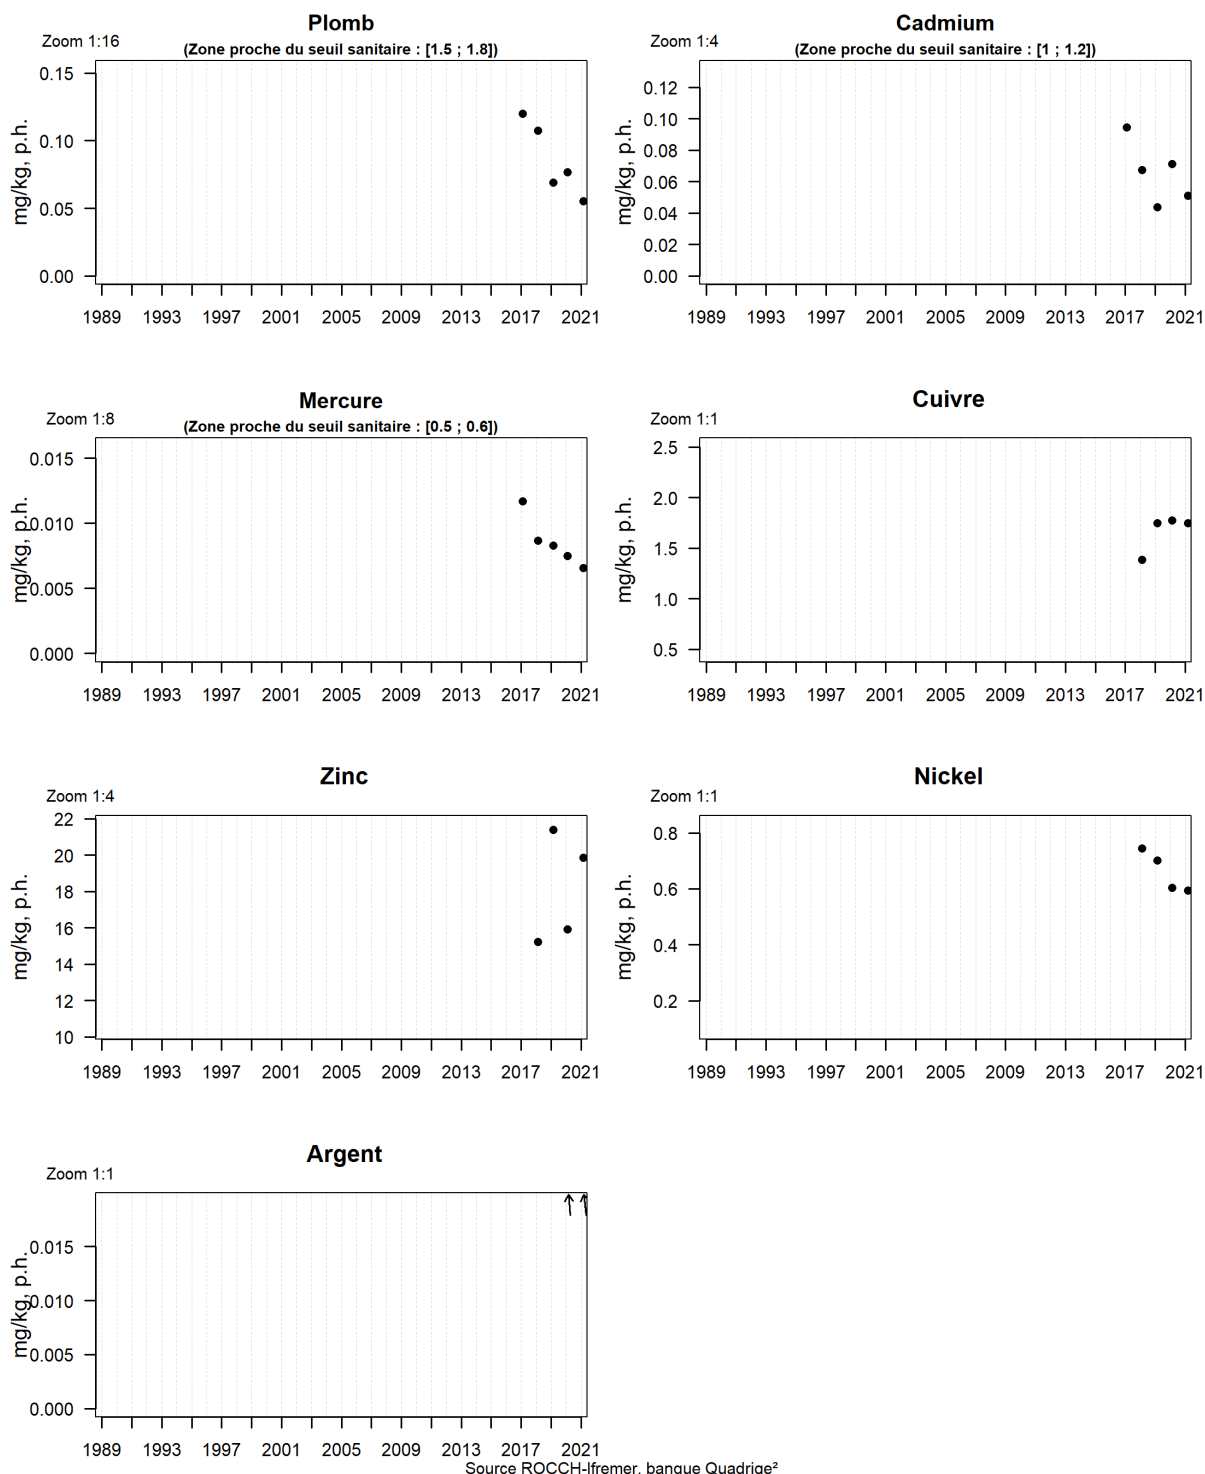 Plomb
Zoom 1:16
(Zone proche du seuil sanitaire : [1.5 ; 1.8])
mg/kg, p.h.
0.15
0.10
0.05
0.00
1989 1993 1997 2001 2005 2009 2013 2017 2021
Cadmium
Zoom 1:4
(Zone proche du seuil sanitaire : [1 ; 1.2])
mg/kg, p.h.
0.12
0.10
0.08
0.06
0.04
0.02
0.00
1989 1993 1997 2001 2005 2009 2013 2017 2021
Mercure
Zoom 1:8
(Zone proche du seuil sanitaire : [0.5 ; 0.6])
mg/kg, p.h.
0.015
0.010
0.005
0.000
1989 1993 1997 2001 2005 2009 2013 2017 2021
Cuivre
Zoom 1:1
mg/kg, p.h.
2.5
2.0
1.5
1.0
0.5
1989 1993 1997 2001 2005 2009 2013 2017 2021
Zinc
Zoom 1:4
mg/kg, p.h.
22
20
18
16
14
12
10
1989 1993 1997 2001 2005 2009 2013 2017 2021
Nickel
Zoom 1:1
mg/kg, p.h.
0.8
0.6
0.4
0.2
1989 1993 1997 2001 2005 2009 2013 2017 2021
Argent
Zoom 1:1
mg/kg, p.h.
0.015
0.010
0.005
0.000
1989 1993 1997 2001 2005 2009 2013 2017 2021
Source ROCCH-Ifremer, banque Quadrige²